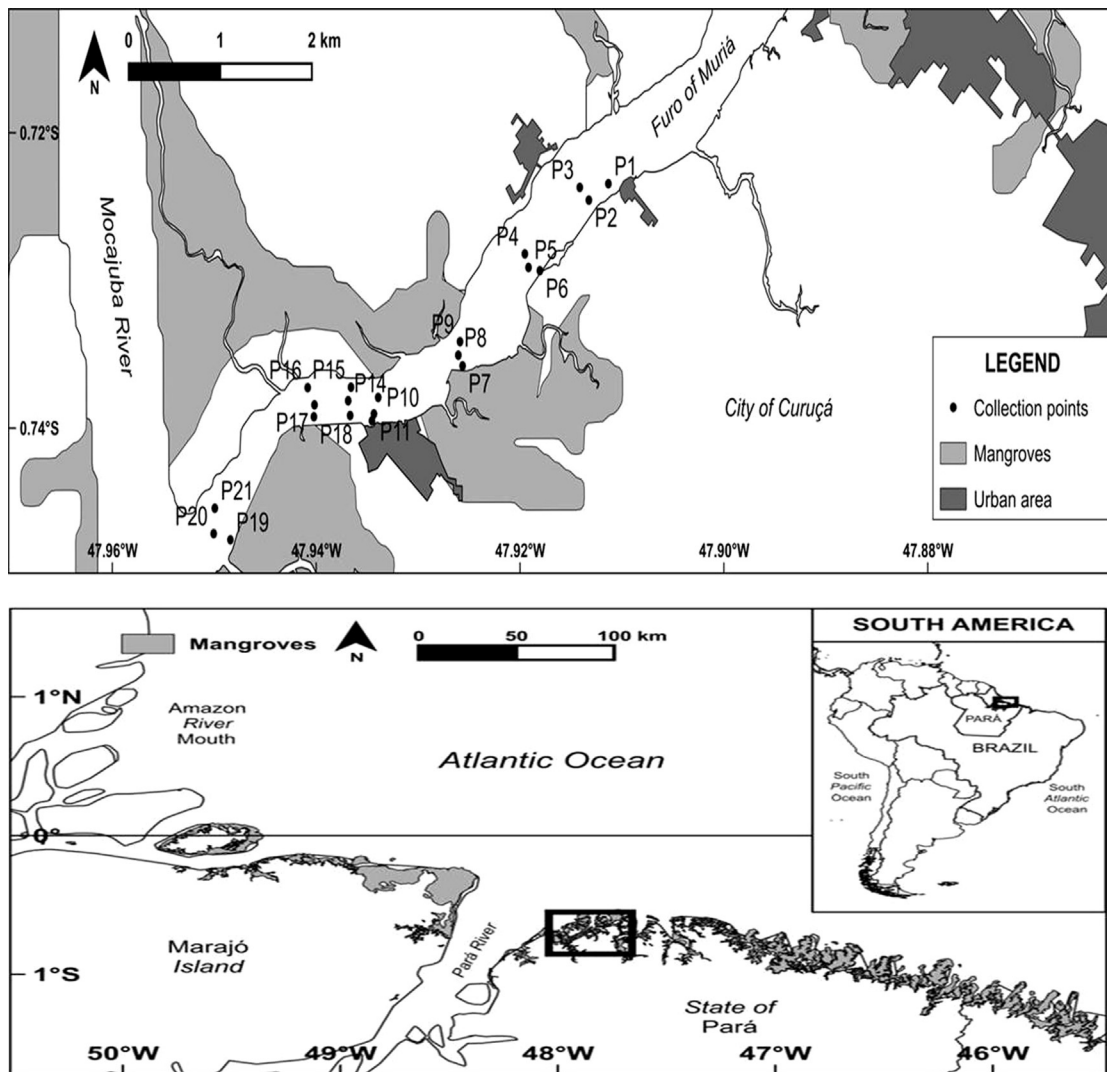 0 1 2 km
N
0.72°S
0.74°S
Mocajuba River
Furo of Muriá
P3
P1
P2
P4
P5
P6
P9
P8
P7
P16
P15
P14
P10
P17
P18
P11
P21
P20
P19
City of Curuçá
LEGEND
Collection points
Mangroves
Urban area
47.96°W 47.94°W 47.92°W 47.90°W 47.88°W
Mangroves
N
0 50 100 km
1°N
0°
1°S
Amazon
River
Mouth
Atlantic Ocean
Marajó
Island
Pará River
State of
Pará
50°W 49°W 48°W 47°W 46°W
SOUTH AMERICA
PARÁ
BRAZIL
South
Pacific
Ocean
South
Atlantic
Ocean